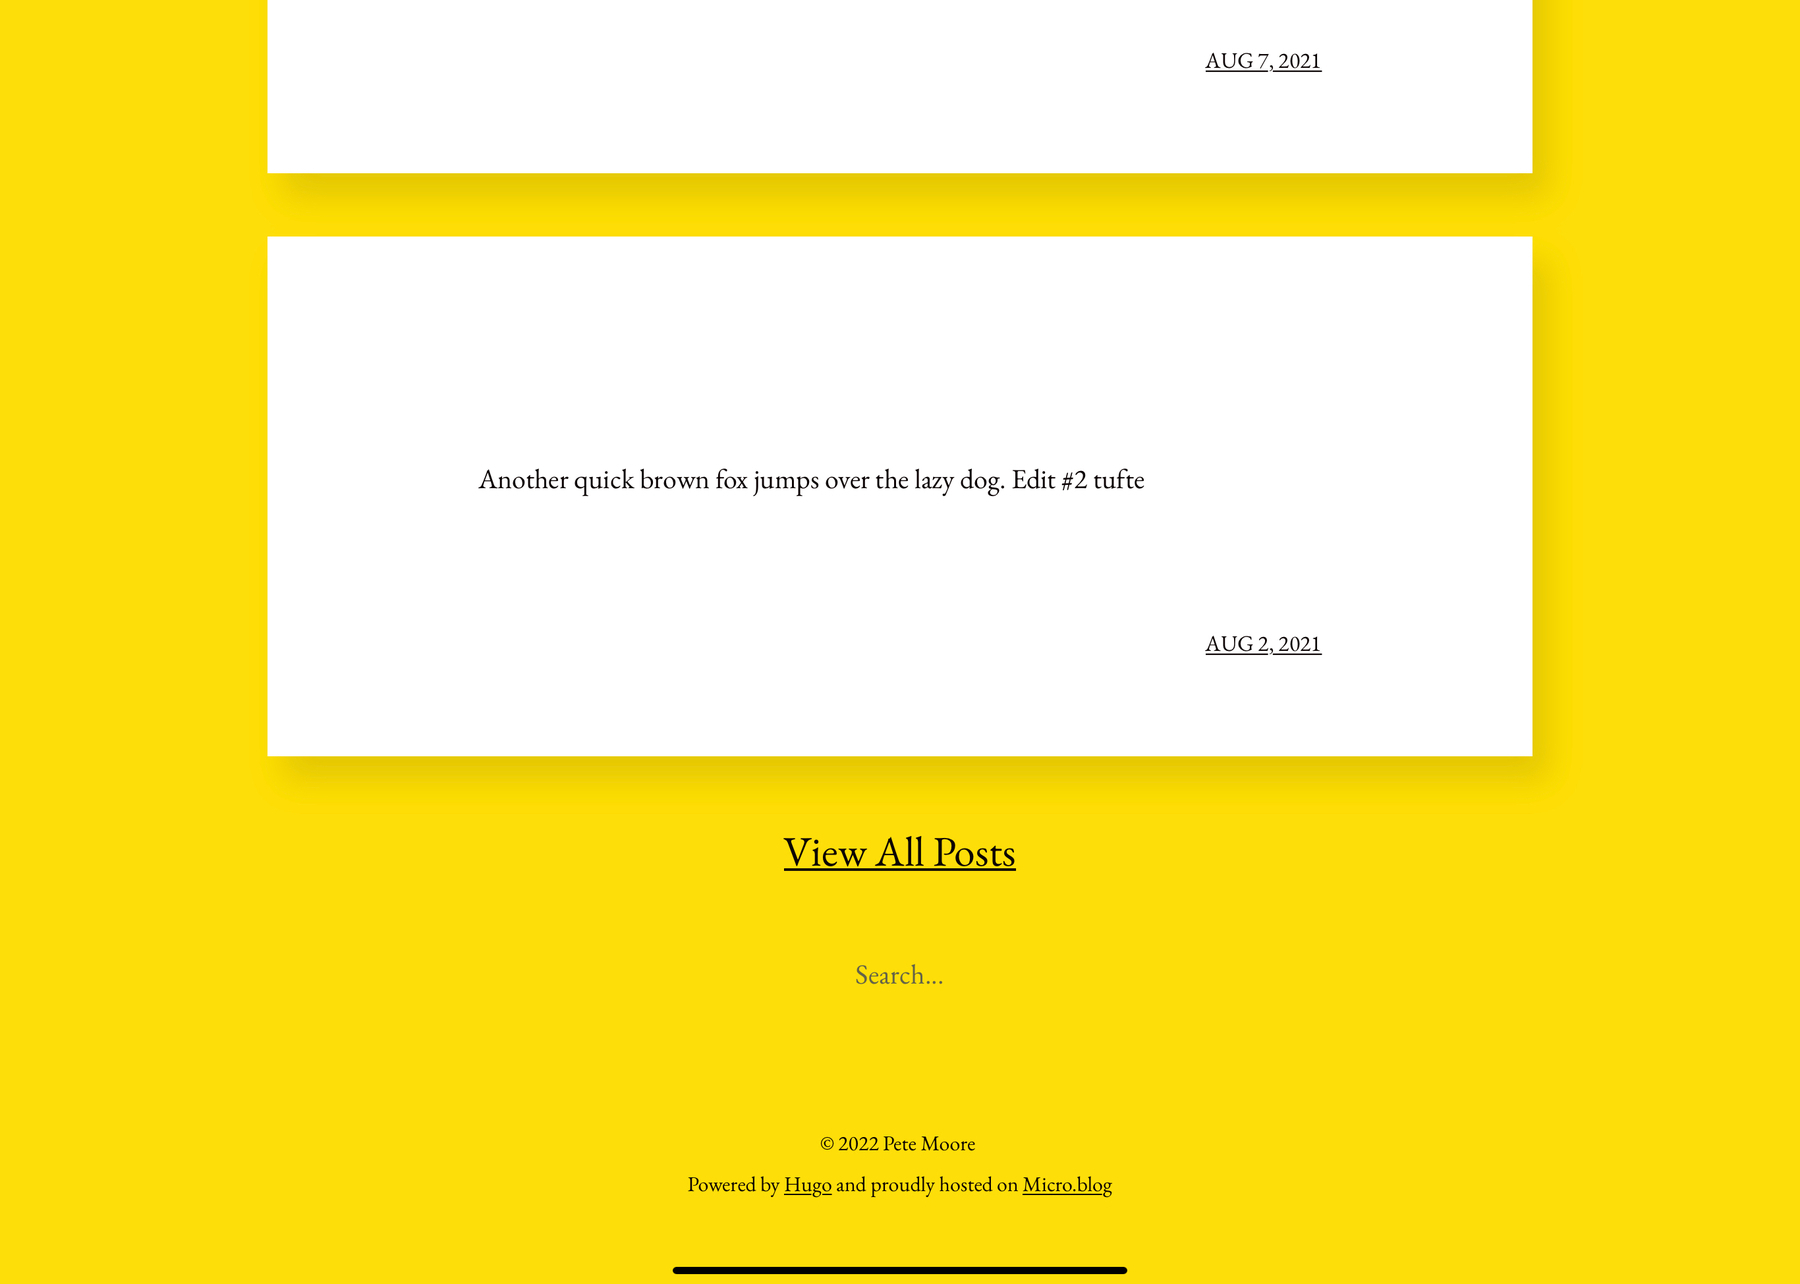 AUG 7, 2021
Another quick brown fox jumps over the lazy dog. Edit #2 tufte
AUG 2, 2021
View All Posts
Search...
© 2022 Pete Moore
Powered by Hugo and proudly hosted on Micro.blog